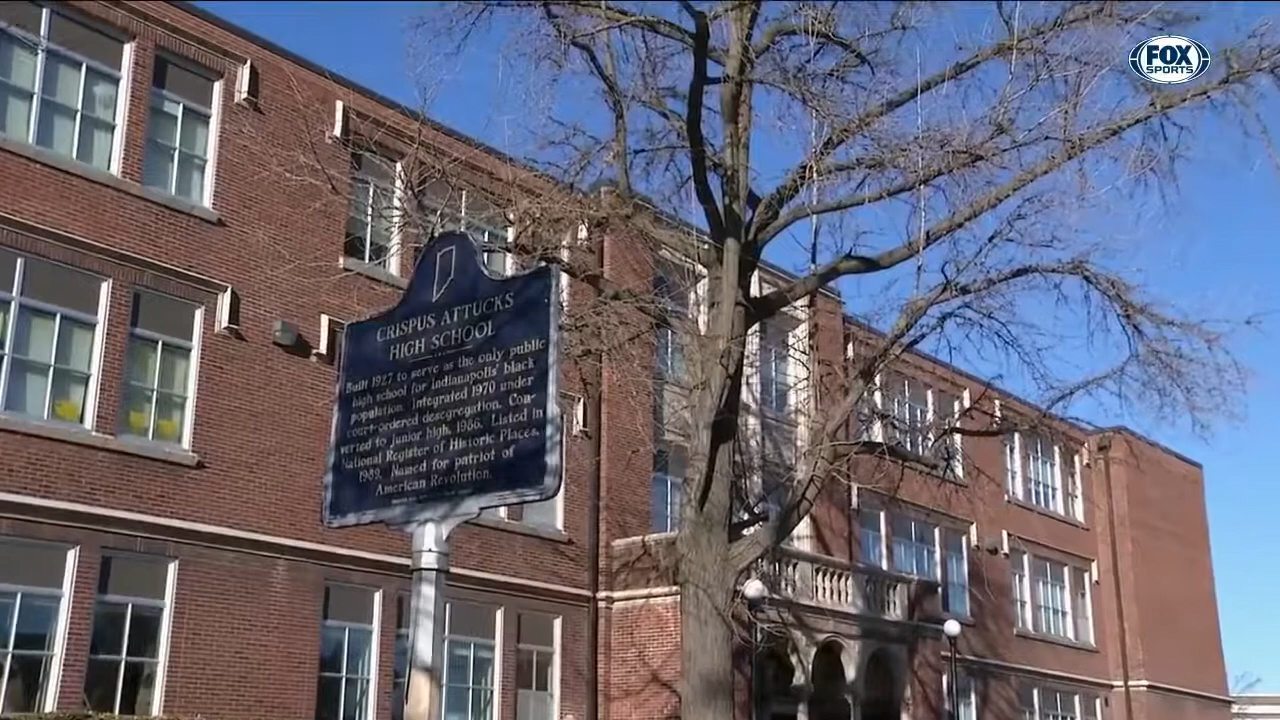 FOX
SPORTS
CRISPUS ATTUCKS
HIGH SCHOOL
Built 1927 to serve as the only public
high school for Indianapolis' black
population. Integrated 1970 under
court-ordered desegregation. Con-
verted to junior high, 1986. Listed in
National Register of Historic Places,
1989. Named for patriot of
American Revolution.